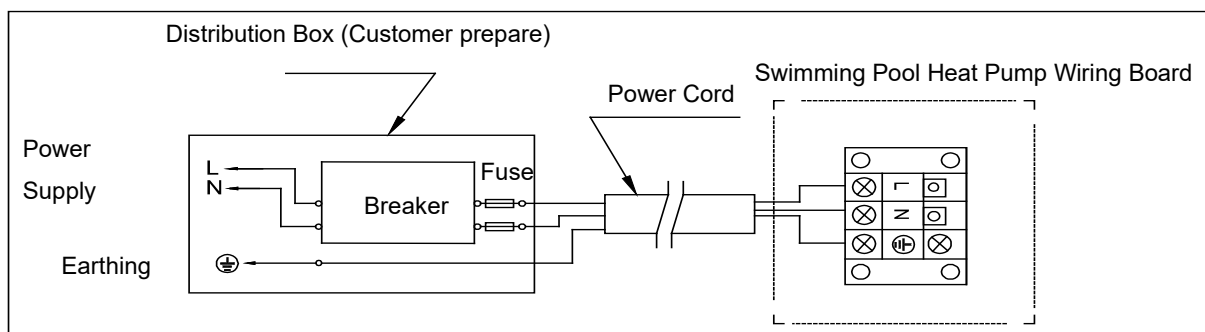 Distribution Box (Customer prepare)
Swimming Pool Heat Pump Wiring Board
Power Cord
Power
Supply
L
N
Fuse
Breaker
Earthing
L
N